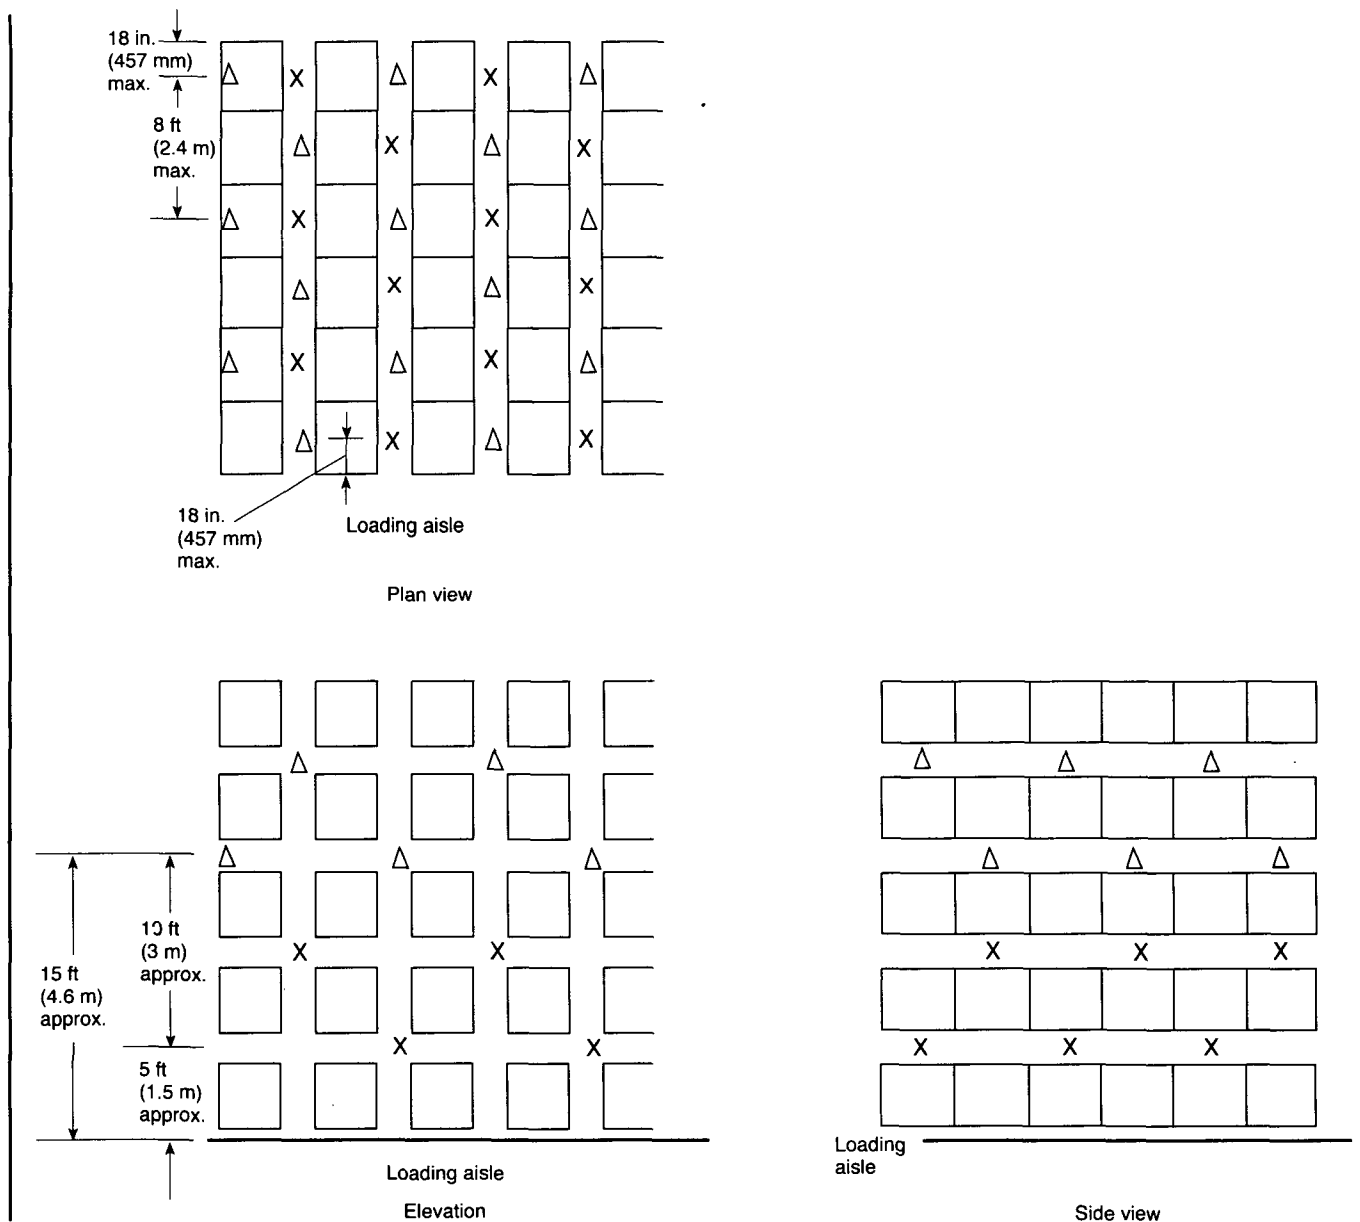 18 in.
(457 mm)
max.
8 ft
(2.4 m)
max.
18 in.
(457 mm)
max.
Loading aisle
Plan view
10 ft
(3 m)
approx.
15 ft
(4.6 m)
approx.
5 ft
(1.5 m)
approx.
Loading aisle
Elevation
Loading
aisle
Side view